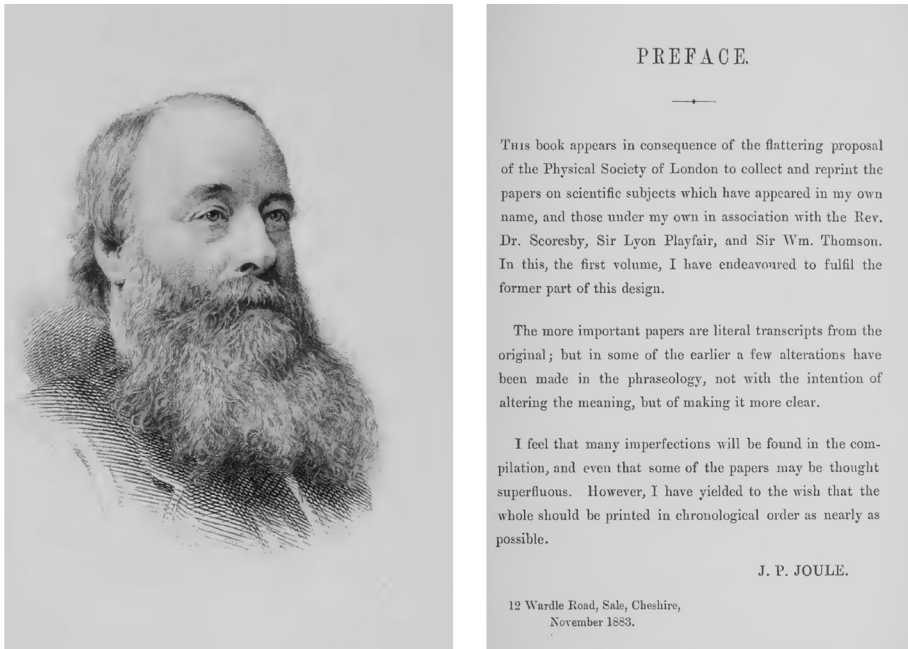 PREFACE.
THIS book appears in consequence of the flattering proposal
of the Physical Society of London to collect and reprint the
papers on scientific subjects which have appeared in my own
name, and those under my own in association with the Rev.
Dr. Scoresby, Sir Lyon Playfair, and Sir Wm. Thomson.
In this, the first volume, I have endeavoured to fulfil the
former part of this design.
The more important papers are literal transcripts from the
original; but in some of the earlier a few alterations have
been made in the phraseology, not with the intention of
altering the meaning, but of making it more clear.
I feel that many imperfections will be found in the com-
pilation, and even that some of the papers may be thought
superfluous. However, I have yielded to the wish that the
whole should be printed in chronological order as nearly as
possible.
J. P. JOULE.
12 Wardle Road, Sale, Cheshire,
November 1883.